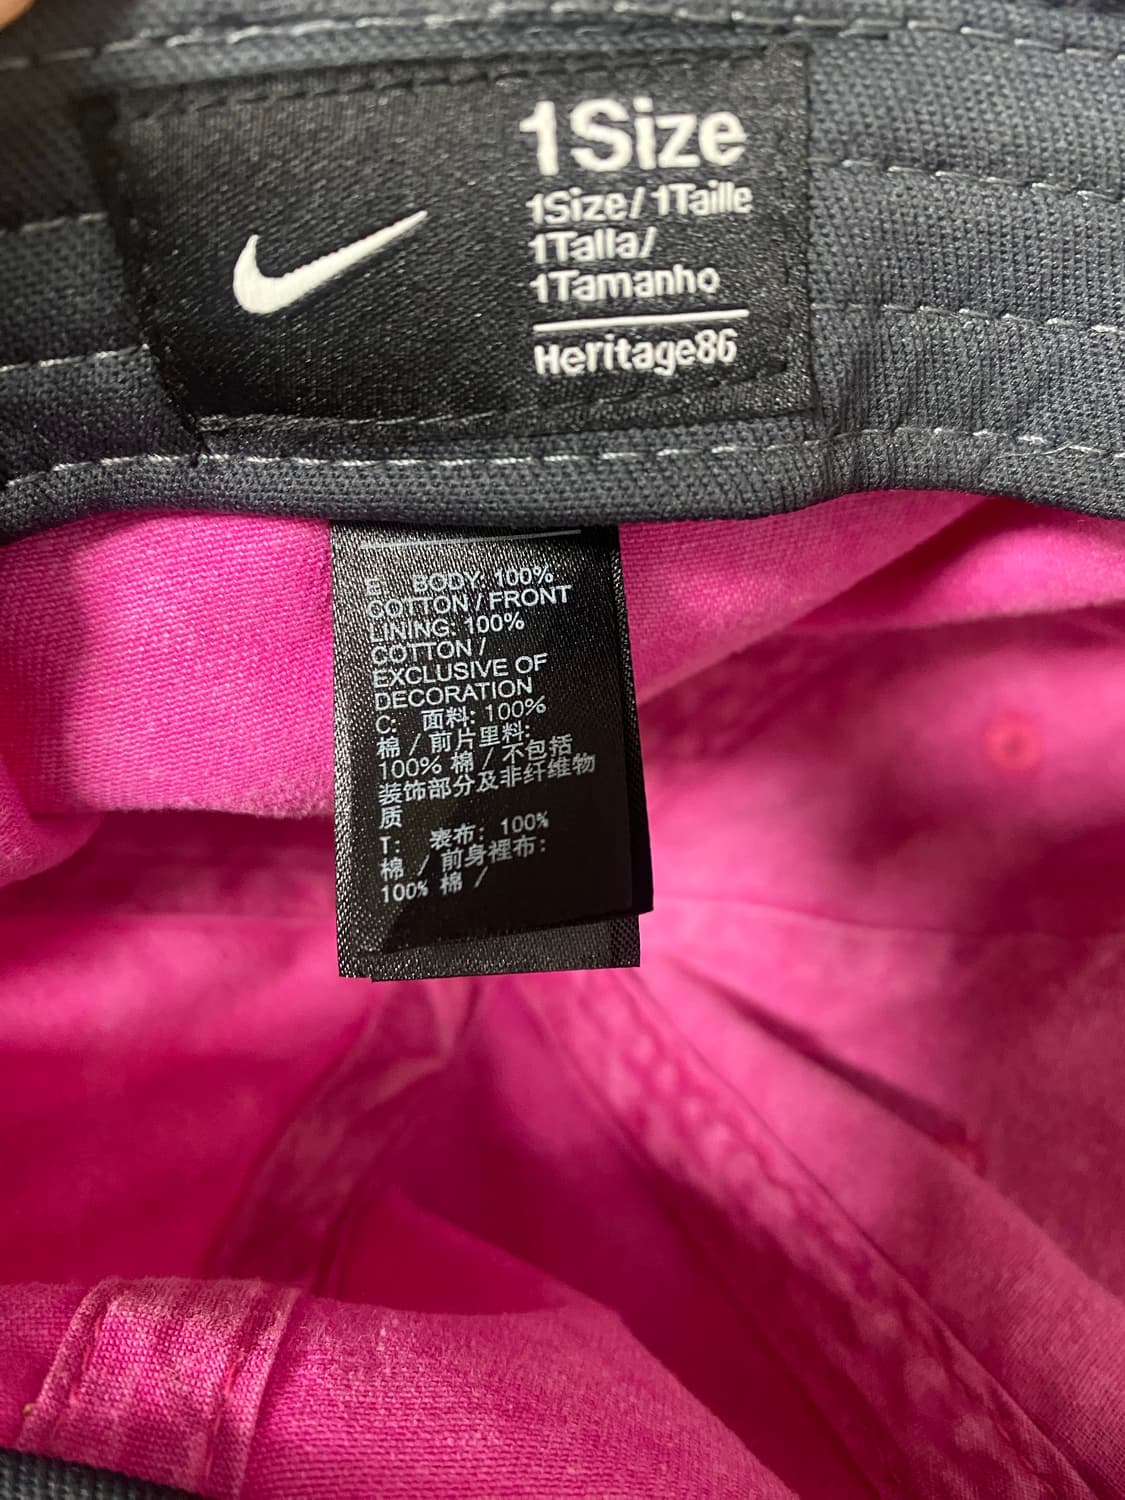 1Size
1Size/1Taille
1Talla/
1Tamanho
Heritage86
E BODY: 100%
COTTON / FRONT
LINING: 100%
COTTON /
EXCLUSIVE OF
DECORATION
C: 面料: 100%
棉 / 前片里料:
100% 棉 / 不包括
装饰部分及非纤维物
质
T: 表布: 100%
棉 / 前身裡布:
100% 棉 /